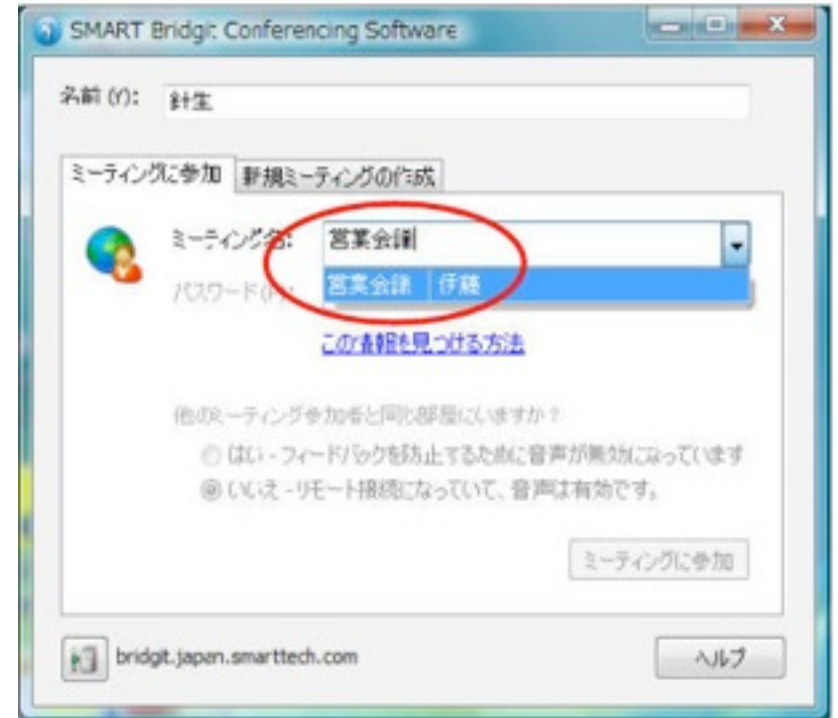 SMART Bridgit Conferencing Software
名前 (Y): 針生
ミーティングに参加 新規ミーティングの作成
ミーティング名: 営業会議
パスワード(P): 営業会議 伊藤
この情報を見つける方法
他のミーティング参加者と同じ部屋にいますか?
はい - フィードバックを防止するために音声が無効になっています
いいえ - リモート接続になっていて、音声は有効です。
ミーティングに参加
bridgit.japan.smarttech.com ヘルプ